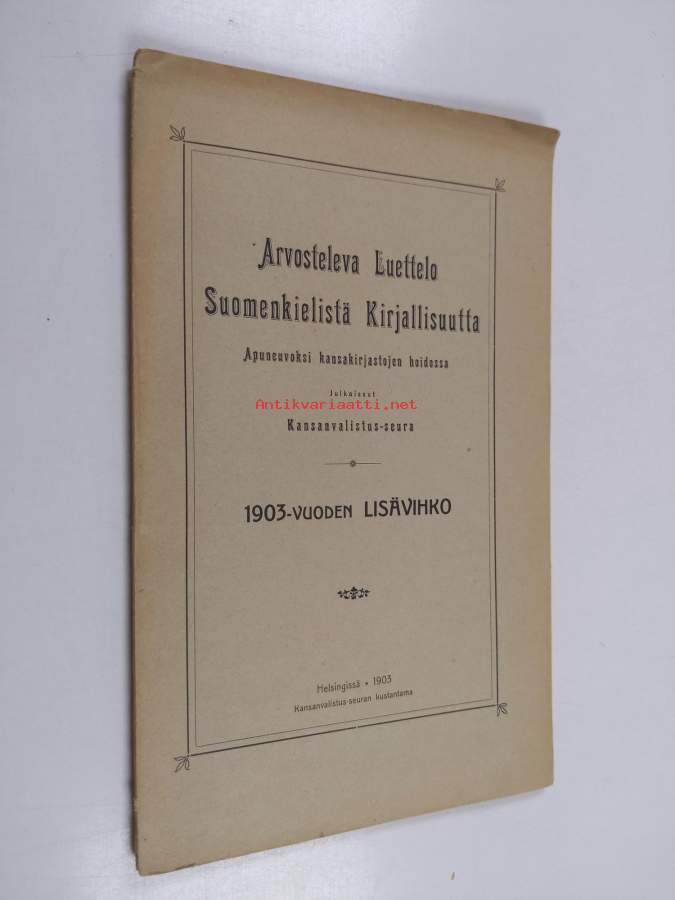 Arvosteleva Luettelo
Suomenkielistä Kirjallisuutta
Apuneuvoksi kansakirjastojen hoidossa
Julkaissut
Antikvariaatti.net
Kansanvalistus-seura
1903-VUODEN LISÄVIHKO
Helsingissä • 1903
Kansanvalistus-seuran kustantama